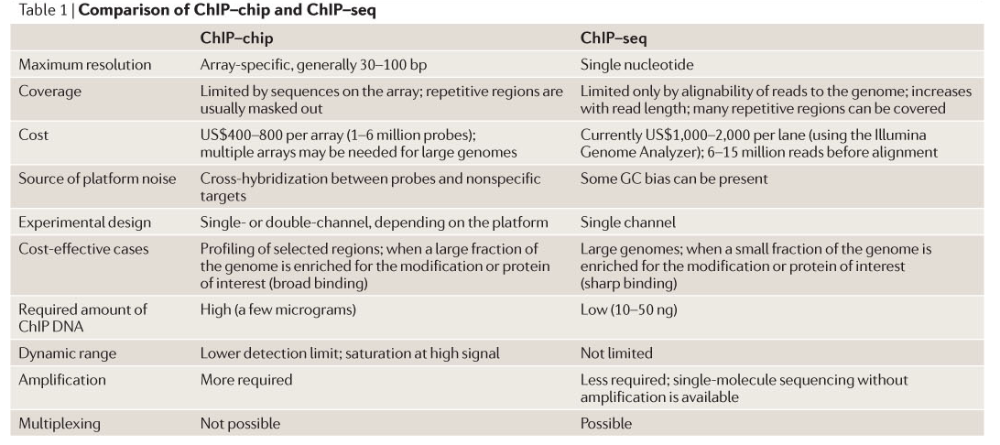 Table 1 | Comparison of ChIP–chip and ChIP–seq
ChIP–chip ChIP–seq
Maximum resolution Array-specific, generally 30–100 bp Single nucleotide
Coverage Limited by sequences on the array; repetitive regions are Limited only by alignability of reads to the genome; increases
usually masked out with read length; many repetitive regions can be covered
Cost US$400–800 per array (1–6 million probes); Currently US$1,000–2,000 per lane (using the Illumina
multiple arrays may be needed for large genomes Genome Analyzer); 6–15 million reads before alignment
Source of platform noise Cross-hybridization between probes and nonspecific Some GC bias can be present
targets
Experimental design Single- or double-channel, depending on the platform Single channel
Cost-effective cases Profiling of selected regions; when a large fraction of Large genomes; when a small fraction of the genome is
the genome is enriched for the modification or protein enriched for the modification or protein of interest
of interest (broad binding) (sharp binding)
Required amount of High (a few micrograms) Low (10–50 ng)
ChIP DNA
Dynamic range Lower detection limit; saturation at high signal Not limited
Amplification More required Less required; single-molecule sequencing without
amplification is available
Multiplexing Not possible Possible